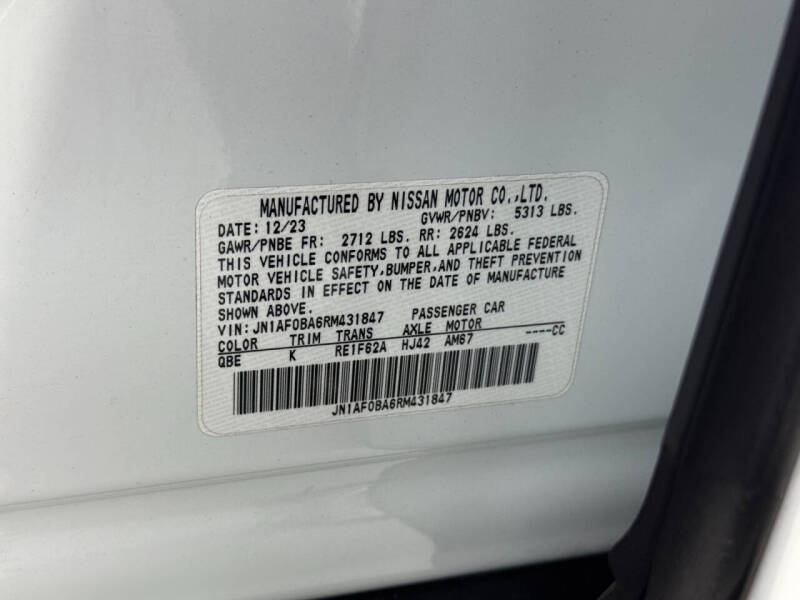 MANUFACTURED BY NISSAN MOTOR CO.,LTD.
DATE: 12/23 GVWR/PNBV: 5313 LBS.
GAWR/PNBE FR: 2712 LBS. RR: 2624 LBS.
THIS VEHICLE CONFORMS TO ALL APPLICABLE FEDERAL
MOTOR VEHICLE SAFETY,BUMPER,AND THEFT PREVENTION
STANDARDS IN EFFECT ON THE DATE OF MANUFACTURE
SHOWN ABOVE.
VIN: JN1AF0BA6RM431847 PASSENGER CAR
COLOR TRIM TRANS AXLE MOTOR
QBE K RE1F62A HJ42 AM67 ----CC
JN1AF0BA6RM431847